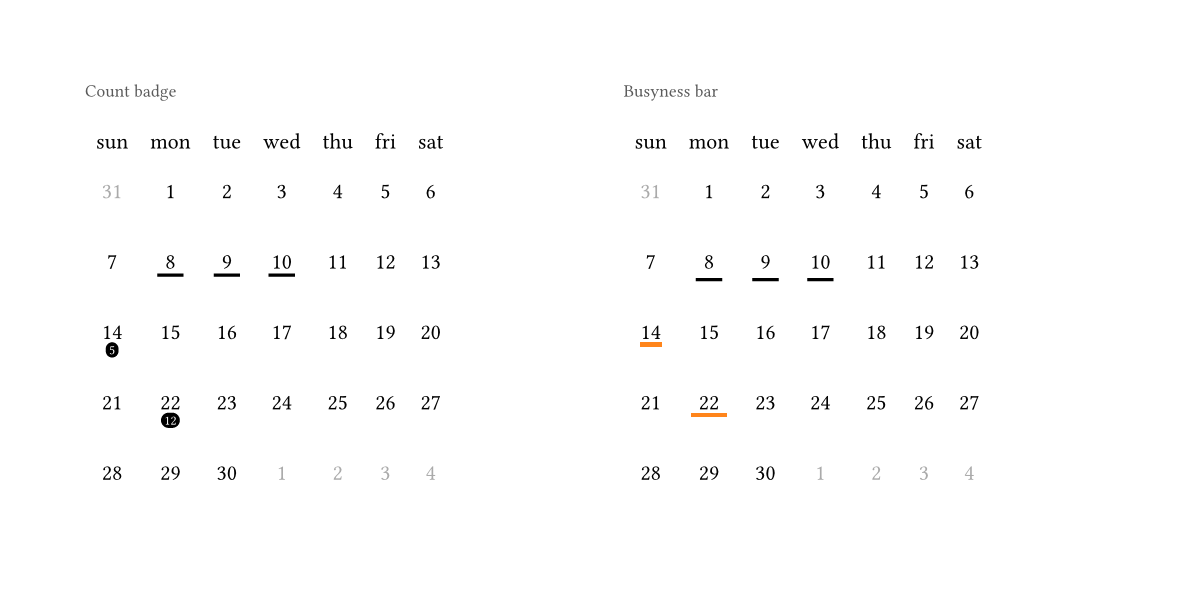 Count badge
sun mon tue wed thu fri sat
31 1 2 3 4 5 6
7 8 9 10 11 12 13
14 15 16 17 18 19 20
5
21 22 23 24 25 26 27
12
28 29 30 1 2 3 4
Busyness bar
sun mon tue wed thu fri sat
31 1 2 3 4 5 6
7 8 9 10 11 12 13
14 15 16 17 18 19 20
21 22 23 24 25 26 27
28 29 30 1 2 3 4